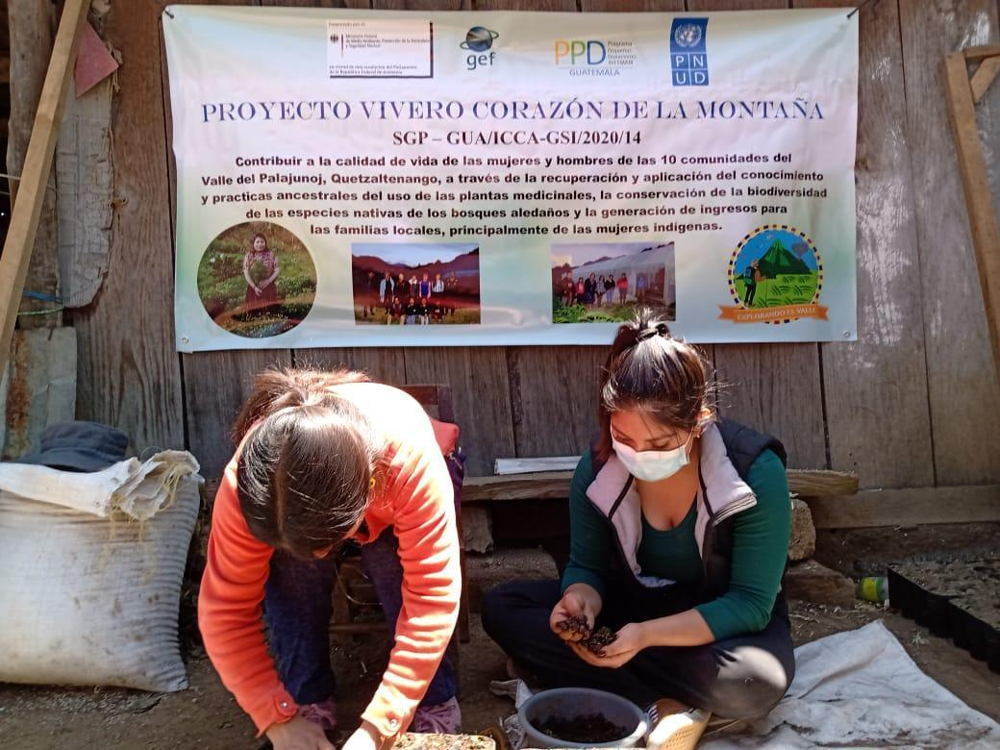 Ministerio Federal
de Medio Ambiente, Protección de la Naturaleza
y Seguridad Nuclear
en virtud de una resolución del Parlamento
de la República Federal de Alemania
gef
PPD
Programa
Pequeñas
Donaciones
del FMAM
GUATEMALA
P N
U D
PROYECTO VIVERO CORAZÓN DE LA MONTAÑA
SGP – GUA/ICCA-GSI/2020/14
Contribuir a la calidad de vida de las mujeres y hombres de las 10 comunidades del
Valle del Palajunoj, Quetzaltenango, a través de la recuperación y aplicación del conocimiento
y practicas ancestrales del uso de las plantas medicinales, la conservación de la biodiversidad
de las especies nativas de los bosques aledaños y la generación de ingresos para
las familias locales, principalmente de las mujeres indígenas.
EXPLORANDO EL VALLE